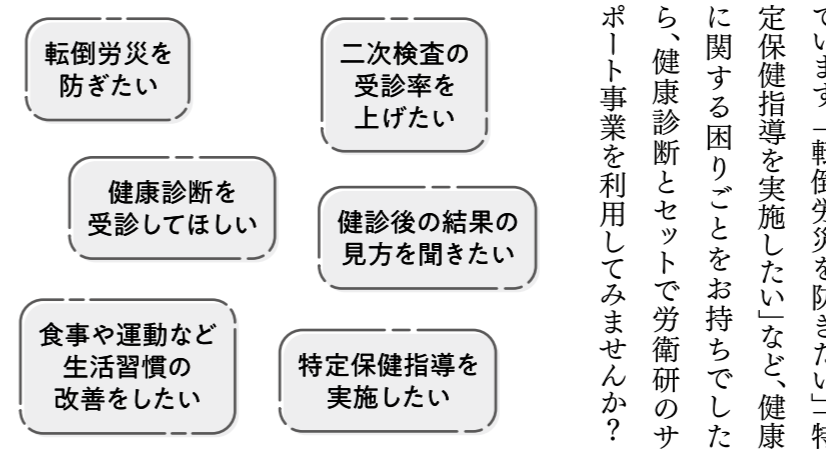 転倒労災を
防ぎたい
二次検査の
受診率を
上げたい
健康診断を
受診してほしい
健診後の結果の
見方を聞きたい
食事や運動など
生活習慣の
改善をしたい
特定保健指導を
実施したい
ています。「転倒労災を防ぎたい」「特
定保健指導を実施したい」など、健康
に関する困りごとをお持ちでした
ら、健康診断とセットで労衛研のサ
ポート事業を利用してみませんか？